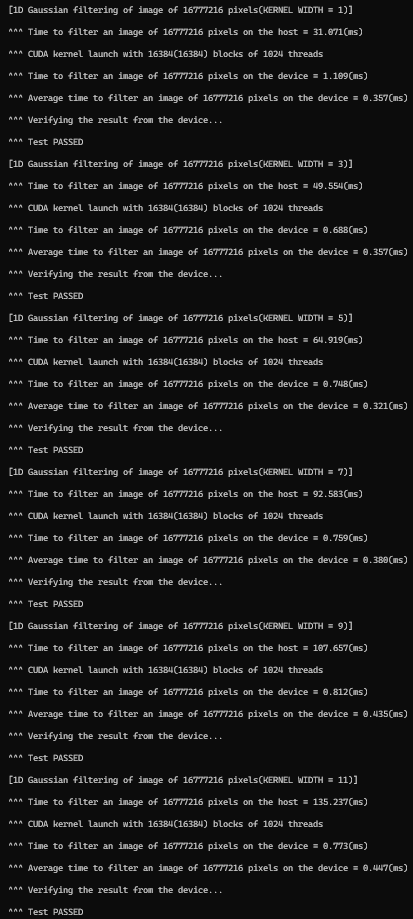 [1D Gaussian filtering of image of 16777216 pixels(KERNEL WIDTH = 1)]
^^^ Time to filter an image of 16777216 pixels on the host = 31.071(ms)
^^^ CUDA kernel launch with 16384(16384) blocks of 1024 threads
^^^ Time to filter an image of 16777216 pixels on the device = 1.109(ms)
^^^ Average time to filter an image of 16777216 pixels on the device = 0.357(ms)
^^^ Verifying the result from the device...
^^^ Test PASSED
[1D Gaussian filtering of image of 16777216 pixels(KERNEL WIDTH = 3)]
^^^ Time to filter an image of 16777216 pixels on the host = 49.554(ms)
^^^ CUDA kernel launch with 16384(16384) blocks of 1024 threads
^^^ Time to filter an image of 16777216 pixels on the device = 0.688(ms)
^^^ Average time to filter an image of 16777216 pixels on the device = 0.357(ms)
^^^ Verifying the result from the device...
^^^ Test PASSED
[1D Gaussian filtering of image of 16777216 pixels(KERNEL WIDTH = 5)]
^^^ Time to filter an image of 16777216 pixels on the host = 64.919(ms)
^^^ CUDA kernel launch with 16384(16384) blocks of 1024 threads
^^^ Time to filter an image of 16777216 pixels on the device = 0.748(ms)
^^^ Average time to filter an image of 16777216 pixels on the device = 0.321(ms)
^^^ Verifying the result from the device...
^^^ Test PASSED
[1D Gaussian filtering of image of 16777216 pixels(KERNEL WIDTH = 7)]
^^^ Time to filter an image of 16777216 pixels on the host = 92.583(ms)
^^^ CUDA kernel launch with 16384(16384) blocks of 1024 threads
^^^ Time to filter an image of 16777216 pixels on the device = 0.759(ms)
^^^ Average time to filter an image of 16777216 pixels on the device = 0.380(ms)
^^^ Verifying the result from the device...
^^^ Test PASSED
[1D Gaussian filtering of image of 16777216 pixels(KERNEL WIDTH = 9)]
^^^ Time to filter an image of 16777216 pixels on the host = 107.657(ms)
^^^ CUDA kernel launch with 16384(16384) blocks of 1024 threads
^^^ Time to filter an image of 16777216 pixels on the device = 0.812(ms)
^^^ Average time to filter an image of 16777216 pixels on the device = 0.435(ms)
^^^ Verifying the result from the device...
^^^ Test PASSED
[1D Gaussian filtering of image of 16777216 pixels(KERNEL WIDTH = 11)]
^^^ Time to filter an image of 16777216 pixels on the host = 135.237(ms)
^^^ CUDA kernel launch with 16384(16384) blocks of 1024 threads
^^^ Time to filter an image of 16777216 pixels on the device = 0.773(ms)
^^^ Average time to filter an image of 16777216 pixels on the device = 0.447(ms)
^^^ Verifying the result from the device...
^^^ Test PASSED